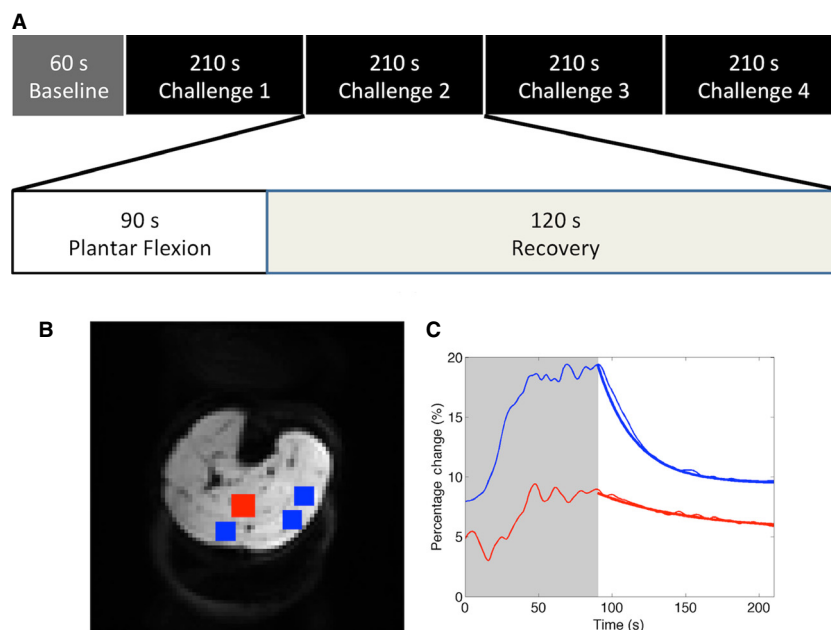 A
60 s
Baseline
210 s
Challenge 1
210 s
Challenge 2
210 s
Challenge 3
210 s
Challenge 4
90 s
Plantar Flexion
120 s
Recovery
B
C
Percentage change (%)
20
15
10
5
0
0 50 100 150 200
Time (s)